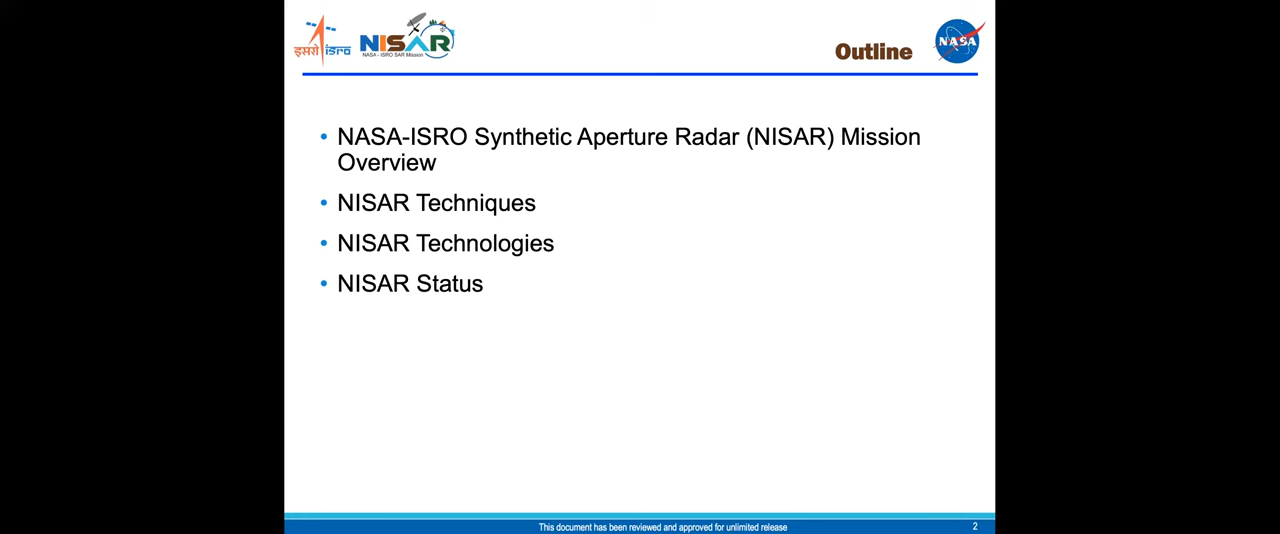 इसरो isro
NISAR
NASA - ISRO SAR Mission
Outline
NASA
• NASA-ISRO Synthetic Aperture Radar (NISAR) Mission
Overview
• NISAR Techniques
• NISAR Technologies
• NISAR Status
This document has been reviewed and approved for unlimited release
2